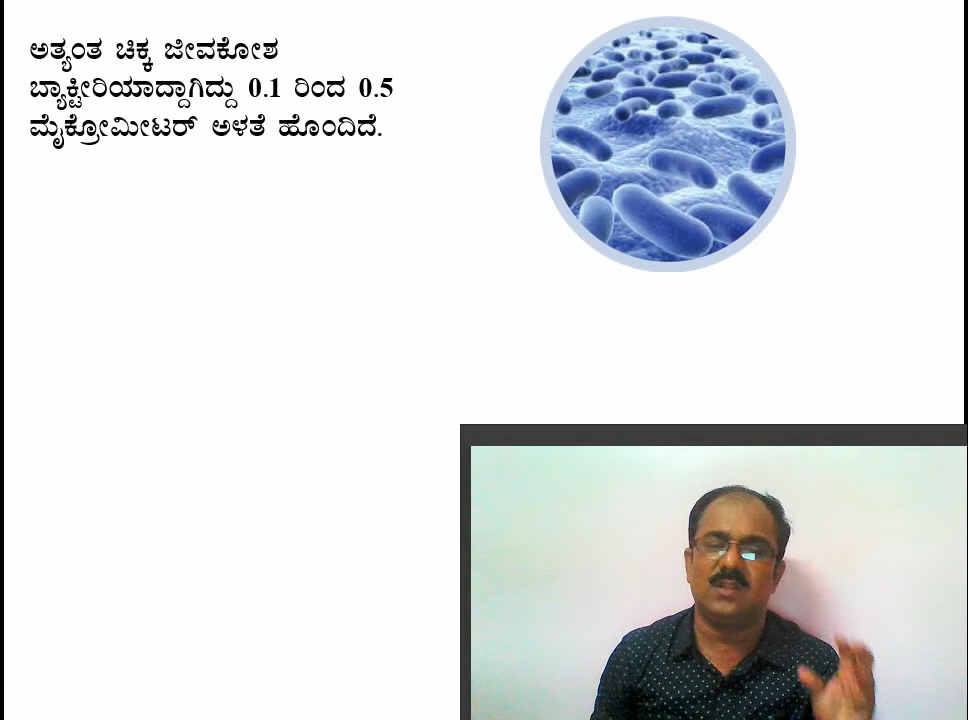 ಅತ್ಯಂತ ಚಿಕ್ಕ ಜೀವಕೋಶ
ಬ್ಯಾಕ್ಟೀರಿಯಾದ್ದಾಗಿದ್ದು 0.1 ರಿಂದ 0.5
ಮೈಕ್ರೋಮೀಟರ್ ಅಳತೆ ಹೊಂದಿದೆ.